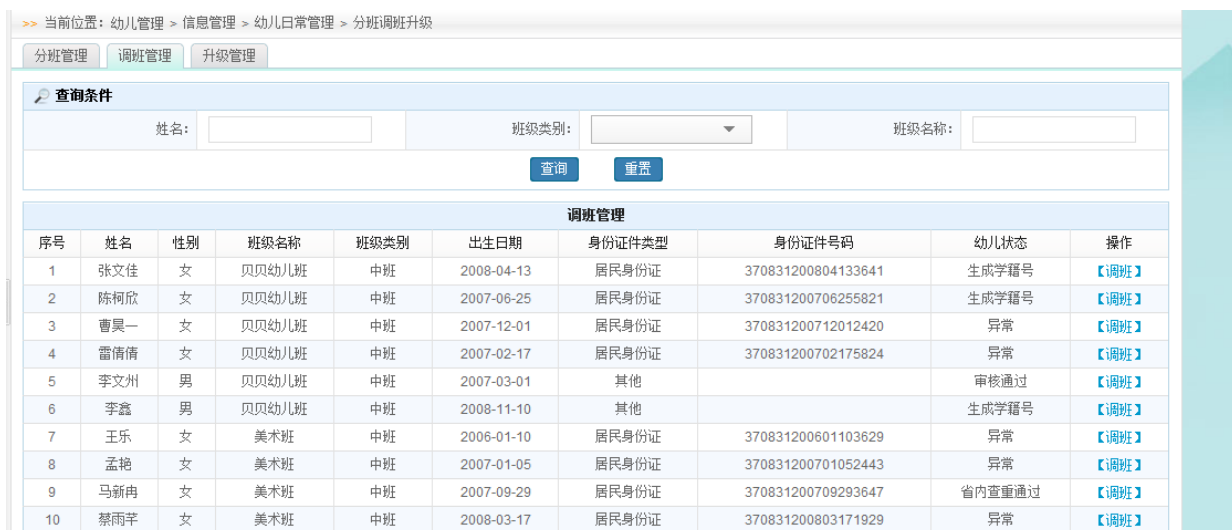 >> 当前位置：幼儿管理 > 信息管理 > 幼儿日常管理 > 分班调班升级
分班管理 调班管理 升级管理
查询条件
姓名： 班级类别： 班级名称：
查询 重置
调班管理
序号 姓名 性别 班级名称 班级类别 出生日期 身份证件类型 身份证件号码 幼儿状态 操作
1 张文佳 女 贝贝幼儿班 中班 2008-04-13 居民身份证 370831200804133641 生成学籍号 【调班】
2 陈柯欣 女 贝贝幼儿班 中班 2007-06-25 居民身份证 370831200706255821 生成学籍号 【调班】
3 曹昊一 女 贝贝幼儿班 中班 2007-12-01 居民身份证 370831200712012420 异常 【调班】
4 雷倩倩 女 贝贝幼儿班 中班 2007-02-17 居民身份证 370831200702175824 异常 【调班】
5 李文州 男 贝贝幼儿班 中班 2007-03-01 其他 审核通过 【调班】
6 李鑫 男 贝贝幼儿班 中班 2008-11-10 其他 生成学籍号 【调班】
7 王乐 女 美术班 中班 2006-01-10 居民身份证 370831200601103629 异常 【调班】
8 孟艳 女 美术班 中班 2007-01-05 居民身份证 370831200701052443 异常 【调班】
9 马新冉 女 美术班 中班 2007-09-29 居民身份证 370831200709293647 省内查重通过 【调班】
10 蔡雨芊 女 美术班 中班 2008-03-17 居民身份证 370831200803171929 异常 【调班】